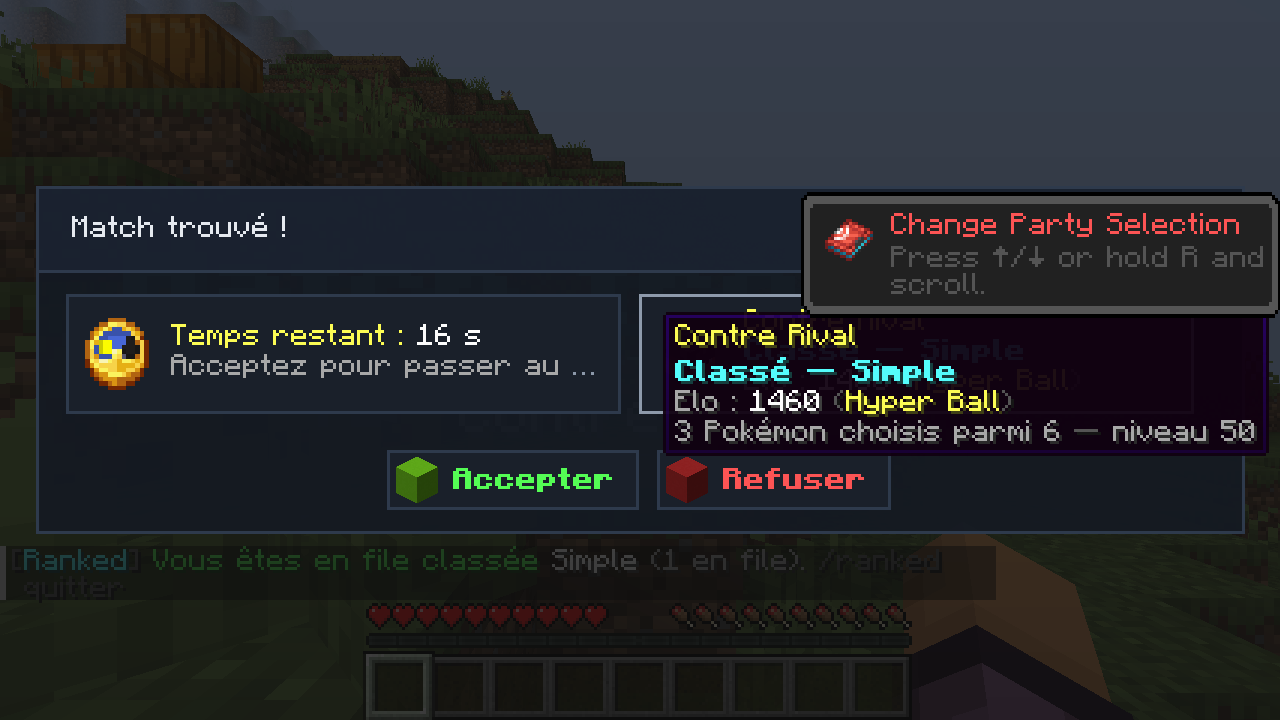 Match trouvé !
Change Party Selection
Press ↑/↓ or hold R and
scroll.
Temps restant : 16 s
Acceptez pour passer au ...
Contre Rival
Classé — Simple
Elo : 1460 (Hyper Ball)
3 Pokémon choisis parmi 6 — niveau 50
Accepter
Refuser
[Ranked] Vous êtes en file classée Simple (1 en file). /ranked
quitter